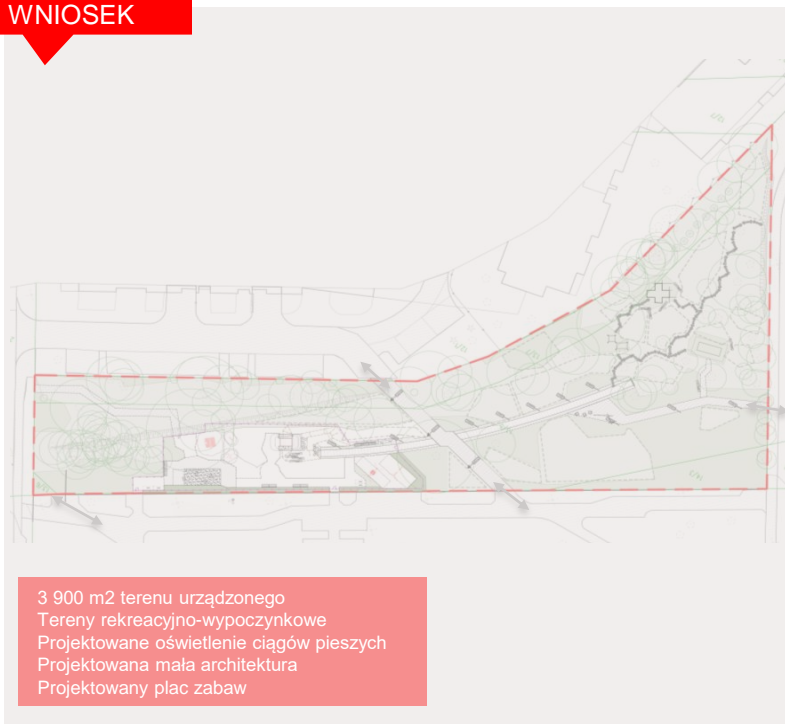 WNIOSEK
3 900 m2 terenu urządzonego
Tereny rekreacyjno-wypoczynkowe
Projektowane oświetlenie ciągów pieszych
Projektowana mała architektura
Projektowany plac zabaw